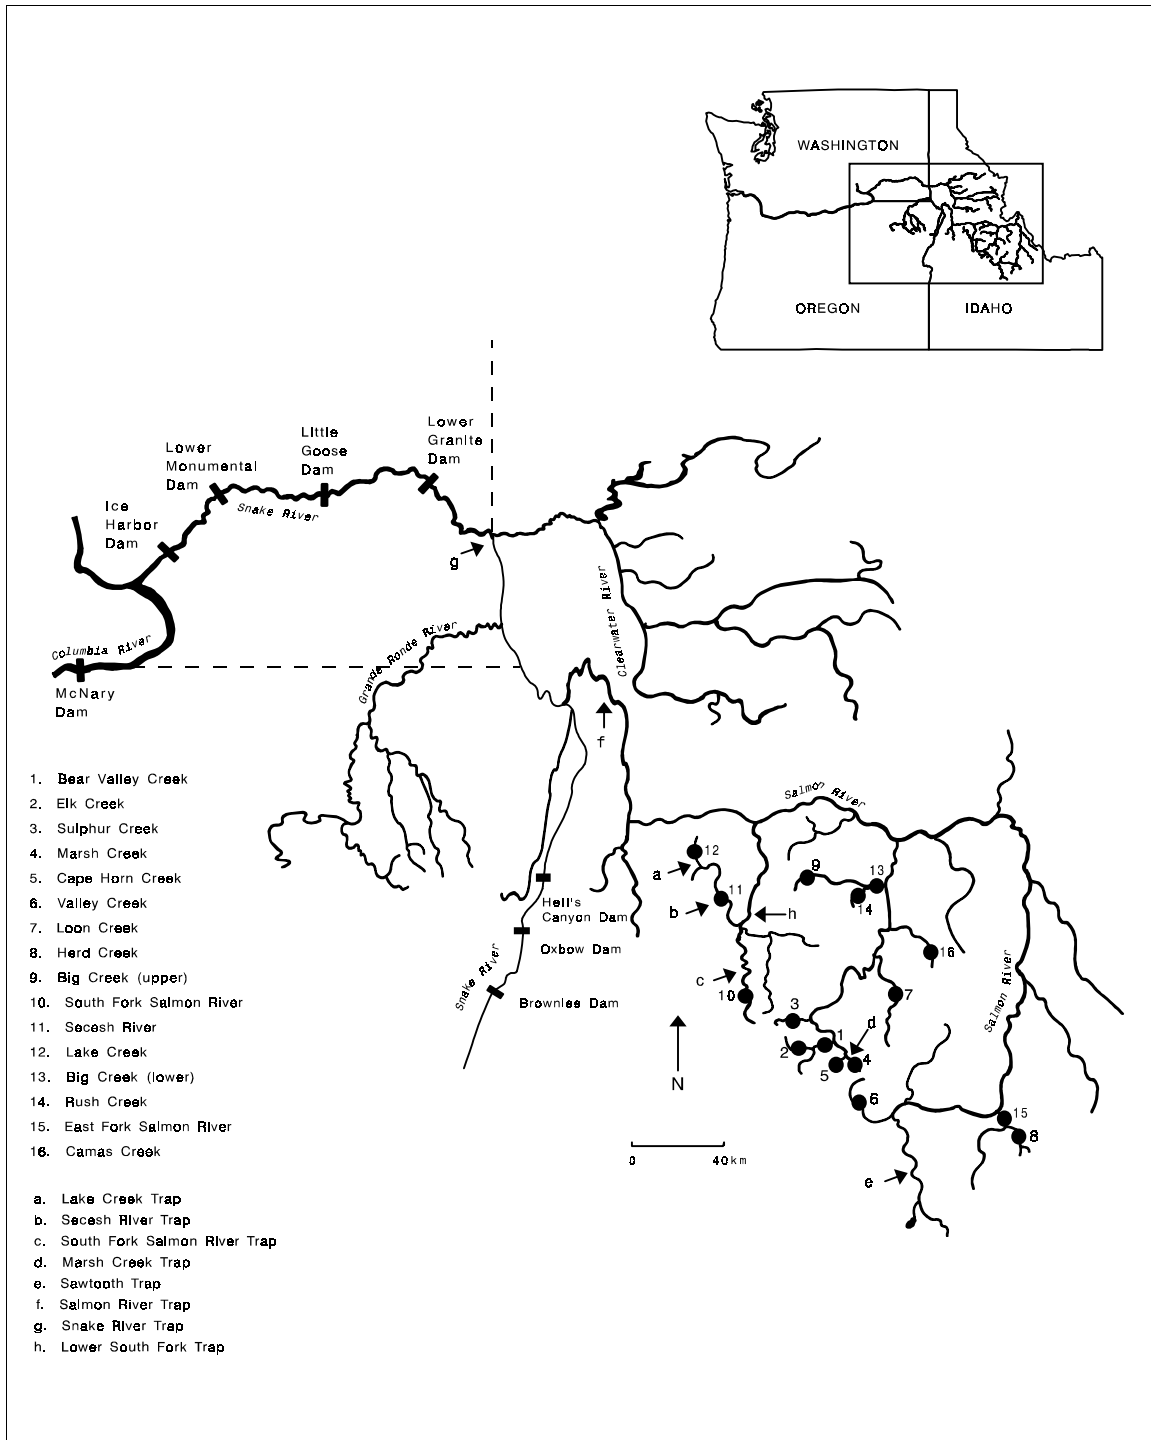 WASHINGTON
OREGON
IDAHO
Lower
Granite
Dam
Little
Goose
Dam
Lower
Monumental
Dam
Snake River
Ice
Harbor
Dam
g
Columbia River
McNary
Dam
Grande Ronde River
Clearwater River
f
Salmon River
1. Bear Valley Creek
2. Elk Creek
3. Sulphur Creek
4. Marsh Creek
5. Cape Horn Creek
6. Valley Creek
7. Loon Creek
8. Herd Creek
9. Big Creek (upper)
10. South Fork Salmon River
11. Secesh River
12. Lake Creek
13. Big Creek (lower)
14. Rush Creek
15. East Fork Salmon River
16. Camas Creek
a. Lake Creek Trap
b. Secesh River Trap
c. South Fork Salmon River Trap
d. Marsh Creek Trap
e. Sawtooth Trap
f. Salmon River Trap
g. Snake River Trap
h. Lower South Fork Trap
Hell's
Canyon Dam
Oxbow Dam
Brownlee Dam
Snake River
12
a
11
b
h
c
10
9
13
14
16
7
3
d
1
2
4
5
6
Salmon River
15
8
e
N
0 40km